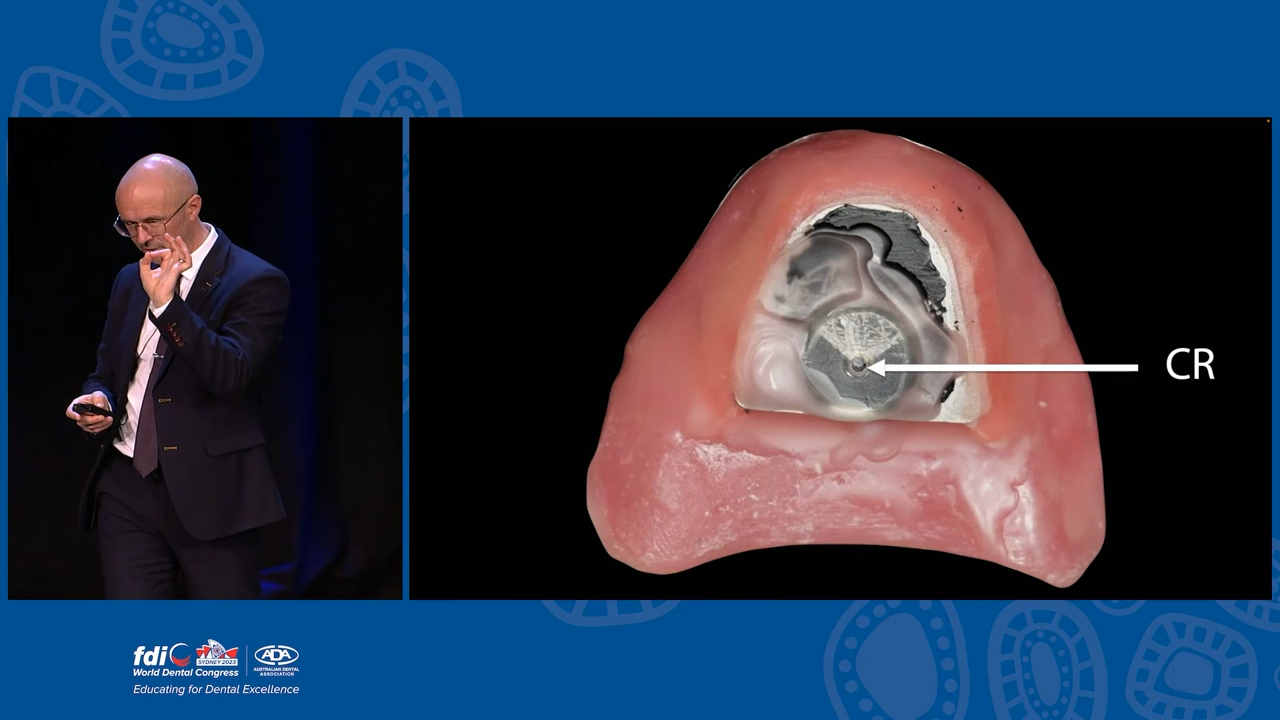 CR
fdi
SYDNEY 2023
World Dental Congress
ADA
AUSTRALIAN DENTAL
ASSOCIATION
Educating for Dental Excellence